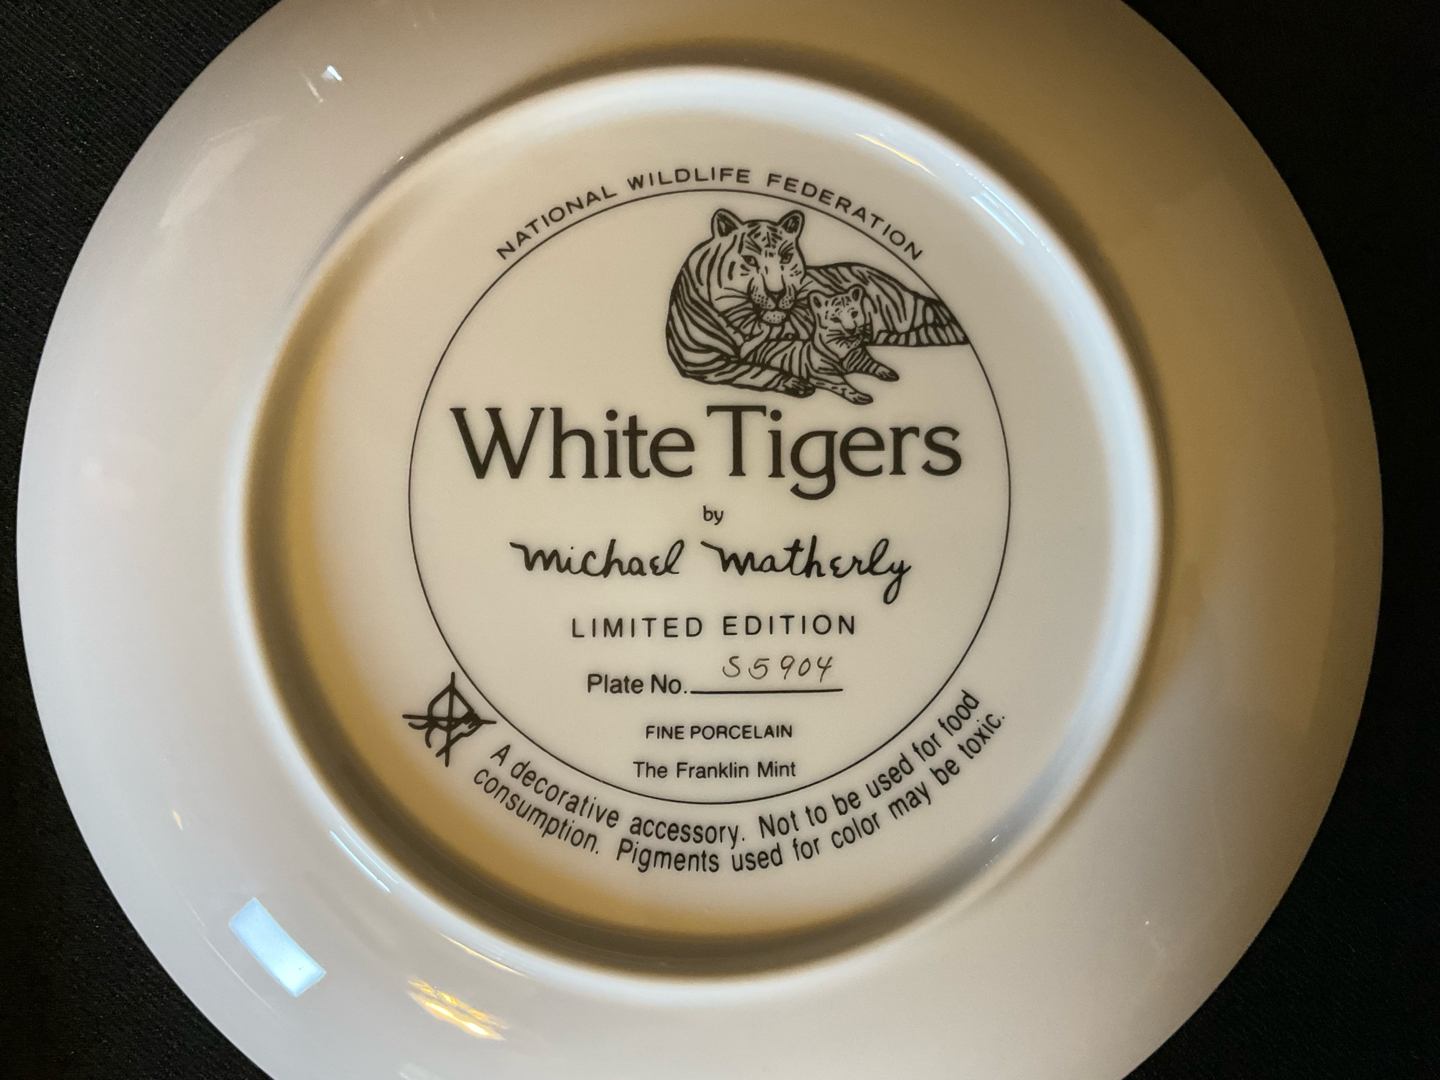 NATIONAL WILDLIFE FEDERATION
White Tigers
by
Michael Matherly
LIMITED EDITION
Plate No. S5904
FINE PORCELAIN
The Franklin Mint
A decorative accessory. Not to be used for food
consumption. Pigments used for color may be toxic.